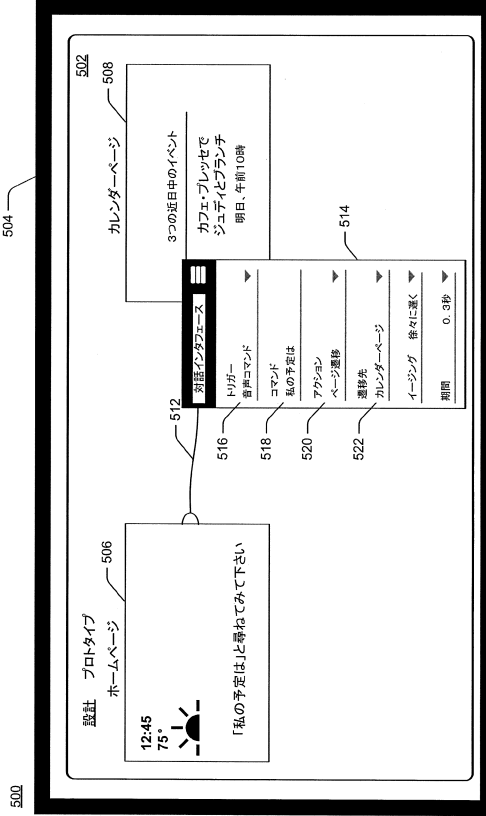 500
504
502
設計 プロトタイプ
ホームページ
506
12:45
75°
「私の予定は」と尋ねてみて下さい
512
カレンダーページ
508
3つの近日中のイベント
カフェ・プレッセで
ジュディとブランチ
明日、午前10時
対話インタフェース
514
516
トリガー
音声コマンド
518
コマンド
私の予定は
520
アクション
ページ遷移
522
遷移先
カレンダーページ
イージング 徐々に遅く
期間 0.3秒